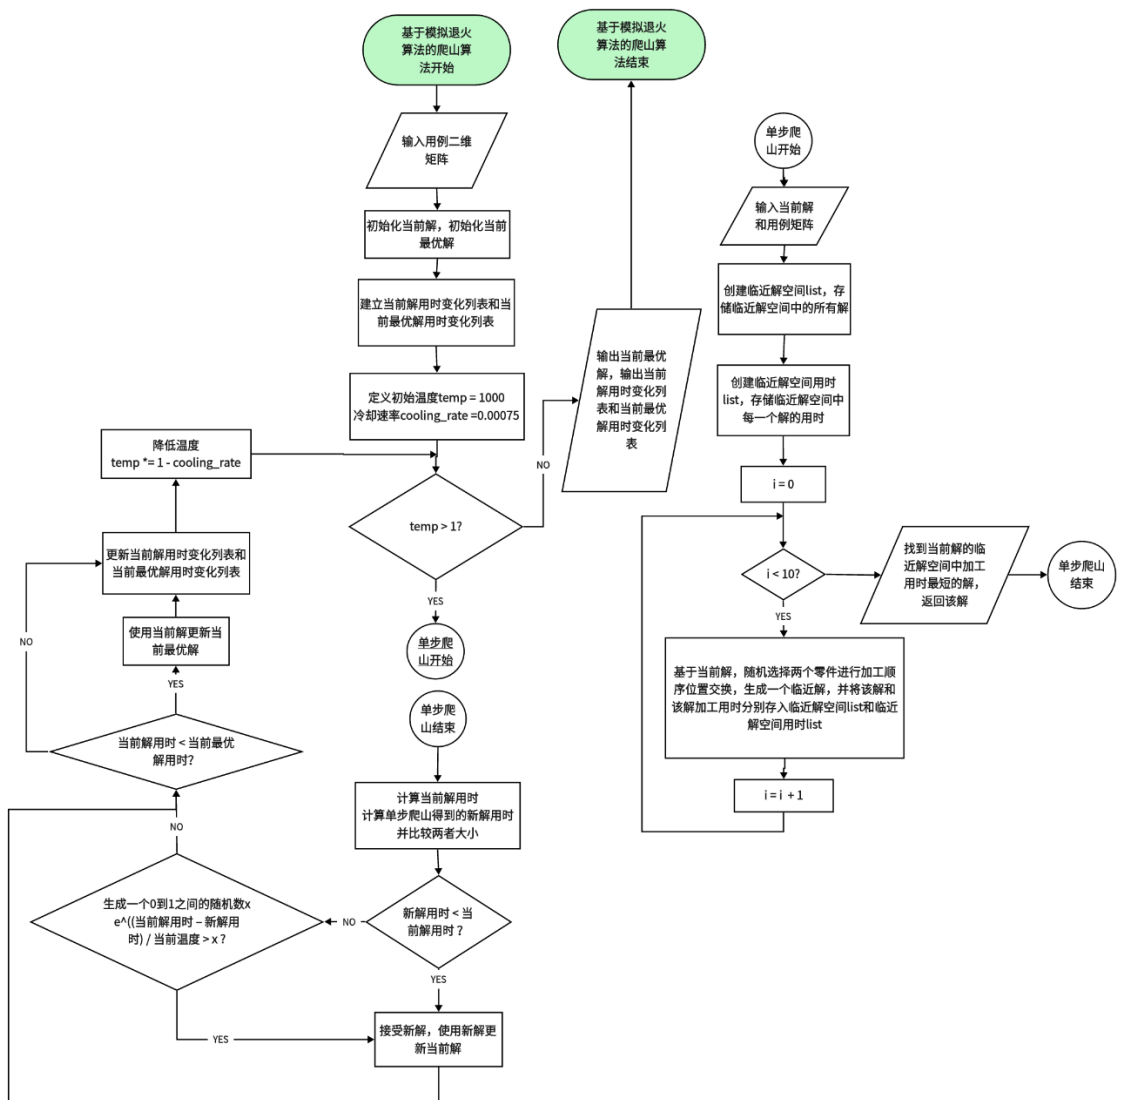 基于模拟退火
算法的爬山算
法开始
输入用例二维
矩阵
初始化当前解，初始化当前
最优解
建立当前解用时变化列表和当
前最优解用时变化列表
定义初始温度temp = 1000
冷却速率cooling_rate =0.00075
temp > 1?
NO
YES
单步爬
山开始
单步爬
山结束
计算当前解用时
计算单步爬山得到的新解用时
并比较两者大小
新解用时 < 当
前解用时 ?
NO
YES
生成一个0到1之间的随机数x
e^((当前解用时 – 新解用
时) / 当前温度 > x ?
YES
NO
接受新解，使用新解更
新当前解
当前解用时 < 当前最优
解用时?
YES
NO
使用当前解更新当
前最优解
更新当前解用时变化列表和
当前最优解用时变化列表
降低温度
temp *= 1 - cooling_rate
输出当前最优
解，输出当前
解用时变化列
表和当前最优
解用时变化列
表
基于模拟退火
算法的爬山算
法结束
单步爬
山开始
输入当前解
和用例矩阵
创建临近解空间list，存
储临近解空间中的所有解
创建临近解空间用时
list，存储临近解空间中
每一个解的用时
i = 0
i < 10?
YES
找到当前解的临
近解空间中加工
用时最短的解，
返回该解
单步爬山
结束
基于当前解，随机选择两个零件进行加工顺
序位置交换，生成一个临近解，并将该解和
该解加工用时分别存入临近解空间list和临近
解空间用时list
i = i + 1